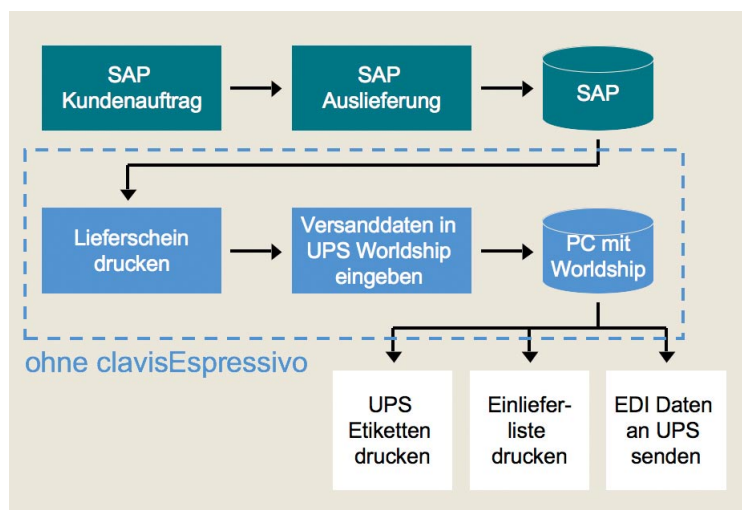 SAP
Kundenauftrag
SAP
Auslieferung
SAP
Lieferschein
drucken
Versanddaten in
UPS Worldship
eingeben
PC mit
Worldship
ohne clavisEspressivo
UPS
Etiketten
drucken
Einliefer-
liste
drucken
EDI Daten
an UPS
senden